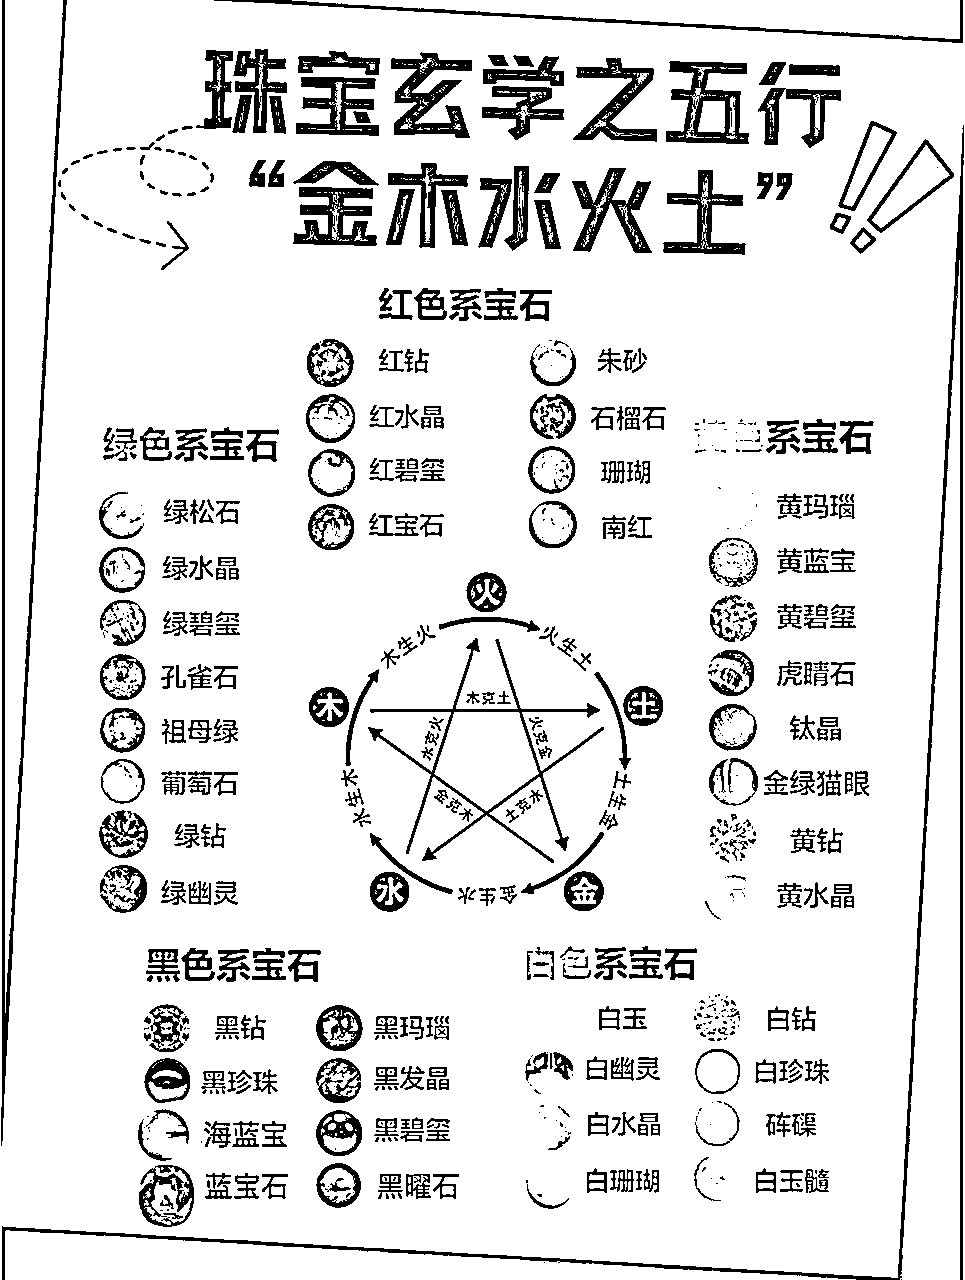 珠宝玄学之五行
“金木水火土”
红色系宝石
红钻 朱砂
红水晶 石榴石
红碧玺 珊瑚
红宝石 南红
绿色系宝石
绿松石
绿水晶
绿碧玺
孔雀石
祖母绿
葡萄石
绿钻
绿幽灵
黄色系宝石
黄玛瑙
黄蓝宝
黄碧玺
虎睛石
钛晶
金绿猫眼
黄钻
黄水晶
火
木生火
火生土
木
木克土
土
水克火
火克金
水生木
金克木
土克水
土生金
水
金生水
金
黑色系宝石
黑钻 黑玛瑙
黑珍珠 黑发晶
海蓝宝 黑碧玺
蓝宝石 黑曜石
白色系宝石
白玉 白钻
白幽灵 白珍珠
白水晶 砗磲
白珊瑚 白玉髓